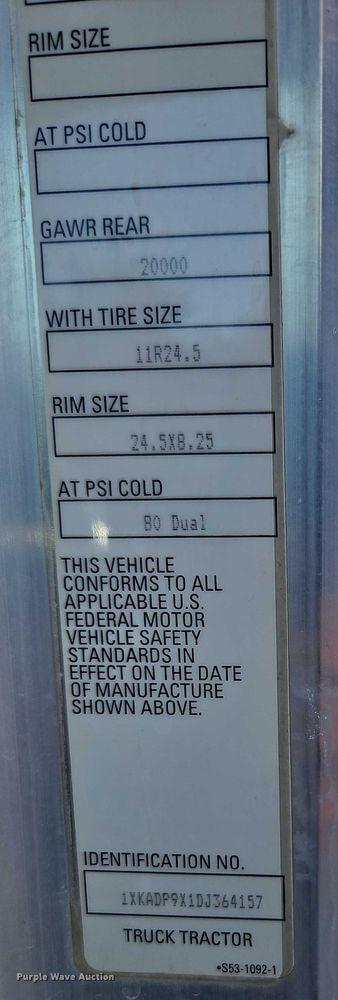 RIM SIZE
AT PSI COLD
GAWR REAR
20000
WITH TIRE SIZE
11R24.5
RIM SIZE
24.5X8.25
AT PSI COLD
80 Dual
THIS VEHICLE
CONFORMS TO ALL
APPLICABLE U.S.
FEDERAL MOTOR
VEHICLE SAFETY
STANDARDS IN
EFFECT ON THE DATE
OF MANUFACTURE
SHOWN ABOVE.
IDENTIFICATION NO.
1XKADP9X1DJ364157
TRUCK TRACTOR
*S53-1092-1
Purple Wave Auction